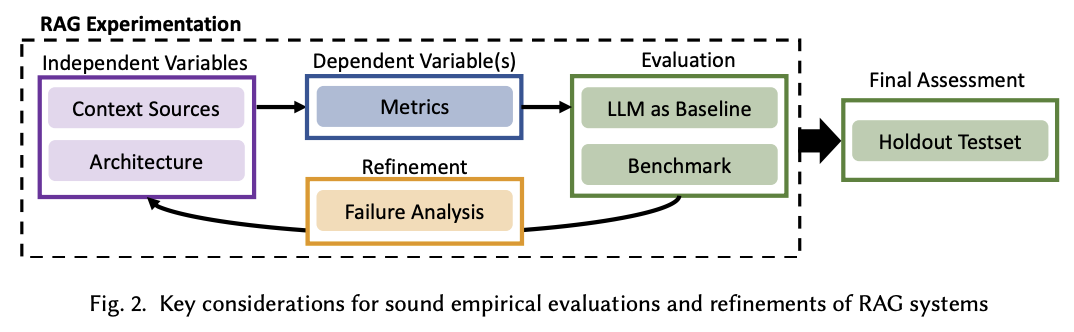 RAG Experimentation
Independent Variables
Context Sources
Architecture
Dependent Variable(s)
Metrics
Evaluation
LLM as Baseline
Benchmark
Refinement
Failure Analysis
Final Assessment
Holdout Testset
Fig. 2. Key considerations for sound empirical evaluations and refinements of RAG systems